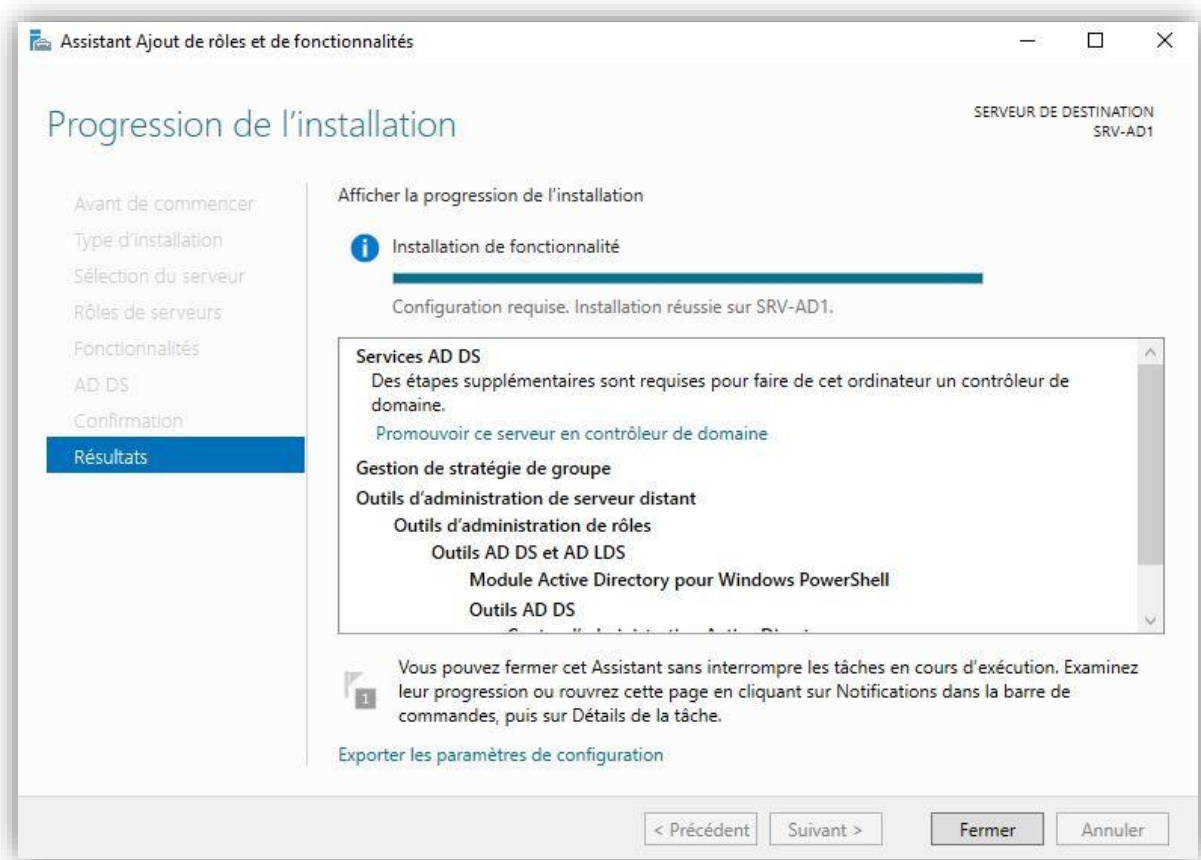 Assistant Ajout de rôles et de fonctionnalités
Progression de l'installation
SERVEUR DE DESTINATION
SRV-AD1
Avant de commencer
Type d'installation
Sélection du serveur
Rôles de serveurs
Fonctionnalités
AD DS
Confirmation
Résultats
Afficher la progression de l'installation
Installation de fonctionnalité
Configuration requise. Installation réussie sur SRV-AD1.
Services AD DS
Des étapes supplémentaires sont requises pour faire de cet ordinateur un contrôleur de
domaine.
Promouvoir ce serveur en contrôleur de domaine
Gestion de stratégie de groupe
Outils d'administration de serveur distant
Outils d'administration de rôles
Outils AD DS et AD LDS
Module Active Directory pour Windows PowerShell
Outils AD DS
1
Vous pouvez fermer cet Assistant sans interrompre les tâches en cours d'exécution. Examinez
leur progression ou rouvrez cette page en cliquant sur Notifications dans la barre de
commandes, puis sur Détails de la tâche.
Exporter les paramètres de configuration
< Précédent
Suivant >
Fermer
Annuler